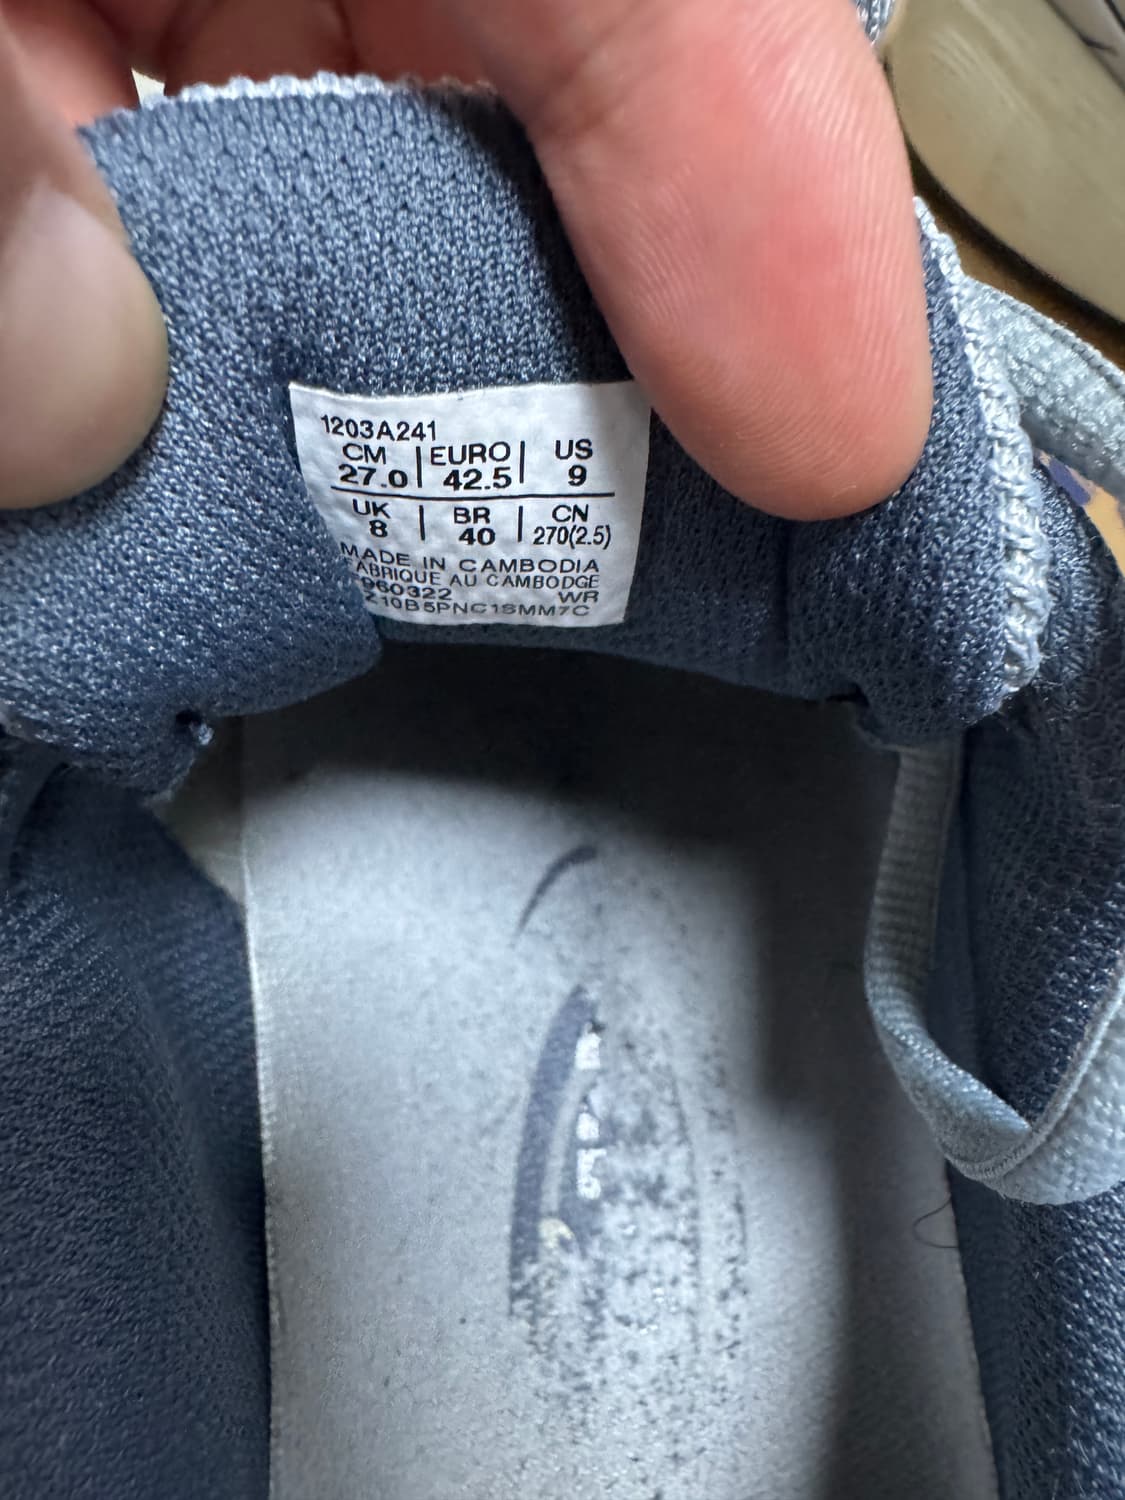 1203A241
CM | EURO | US
27.0 | 42.5 | 9
UK | BR | CN
8 | 40 | 270(2.5)
MADE IN CAMBODIA
FABRIQUE AU CAMBODGE
060322 WR
Z10B5PNC1SMM7C